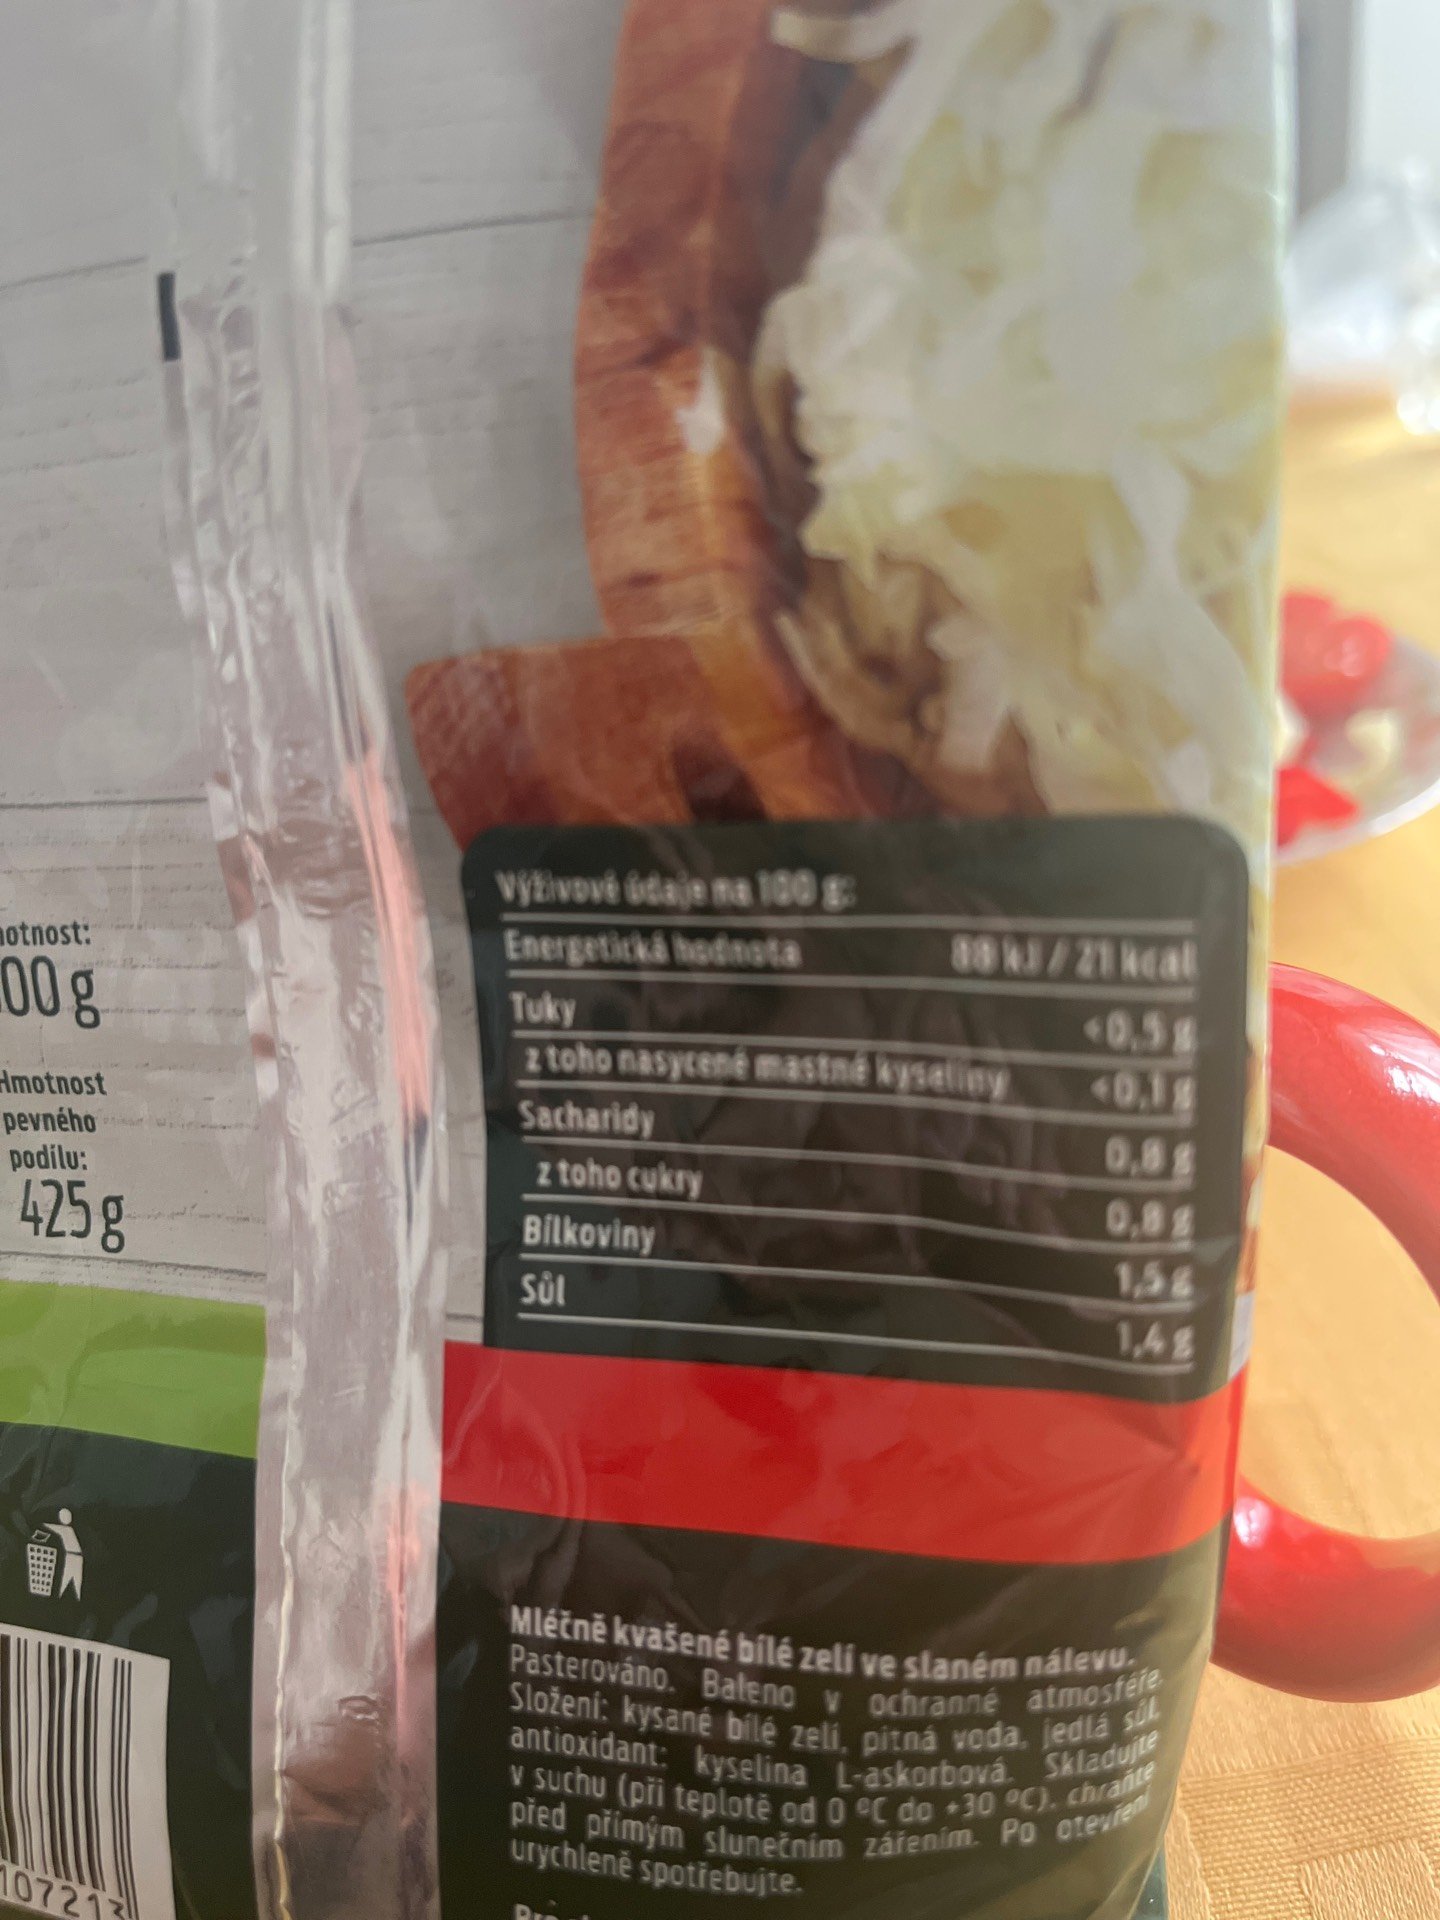 motnost:
00 g
Hmotnost
pevného
podílu:
425 g
107213
Výživové údaje na 100 g:
Energetická hodnota 88 kJ / 21 kcal
Tuky <0,5 g
z toho nasycené mastné kyseliny <0,1 g
Sacharidy 0,8 g
z toho cukry 0,8 g
Bílkoviny 1,5 g
Sůl 1,4 g
Mléčně kvašené bílé zelí ve slaném nálevu.
Pasterováno. Baleno v ochranné atmosféře.
Složení: kysané bílé zelí, pitná voda, jedlá sůl,
antioxidant: kyselina L-askorbová. Skladujte
v suchu (při teplotě od 0 °C do +30 °C), chraňte
před přímým slunečním zářením. Po otevření
urychleně spotřebujte.